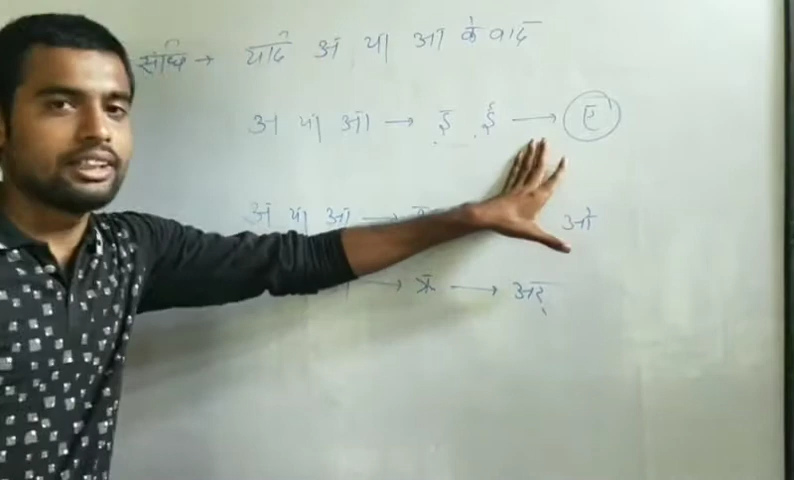 संधि → यदि अ या आ के बाद
अ या आ → इ ई → ए
अ या आ → ओ
→ ऋ → अर्